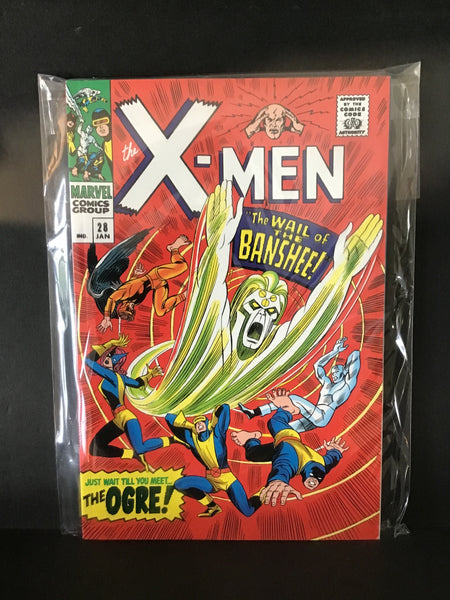 MARVEL
COMICS
GROUP
IND.
28
JAN
the
X-MEN
APPROVED
BY THE
COMICS
CODE
AUTHORITY
"The WAIL of
THE
BANSHEE!
JUST WAIT TILL YOU MEET...
THE OGRE!